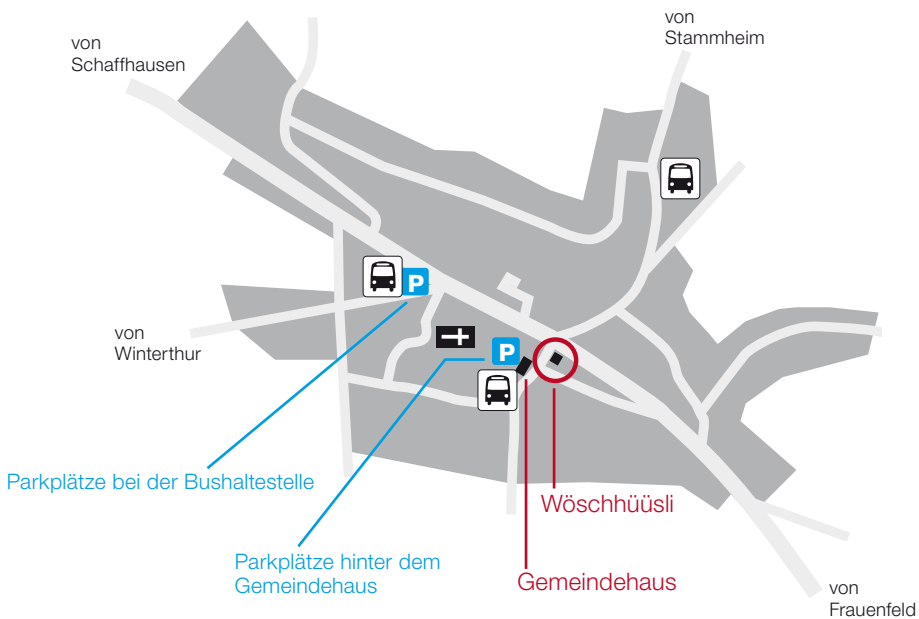 von
Schaffhausen
von
Stammheim
P
von
Winterthur
P
Parkplätze bei der Bushaltestelle
Wöschhüüsli
Parkplätze hinter dem
Gemeindehaus
Gemeindehaus
von
Frauenfeld